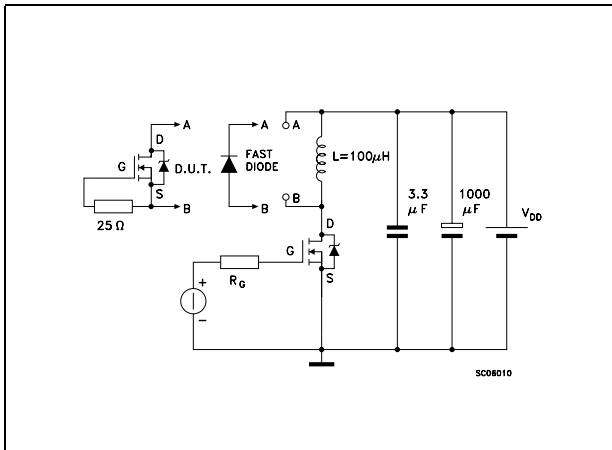 A
D
G
D.U.T.
S
B
25 Ω
A
FAST
DIODE
B
A
L=100μH
B
D
G
S
R_G
+
−
3.3
μF
1000
μF
V_DD
SC06010